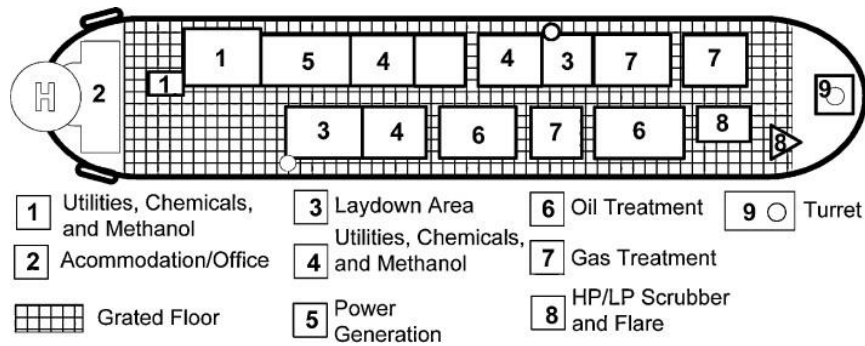 1 5 4 4 3 7 7
H 2 1 9
3 4 6 7 6 8 8
1 Utilities, Chemicals, and Methanol
2 Acommodation/Office
Grated Floor
3 Laydown Area
4 Utilities, Chemicals, and Methanol
5 Power Generation
6 Oil Treatment
7 Gas Treatment
8 HP/LP Scrubber and Flare
9 Turret